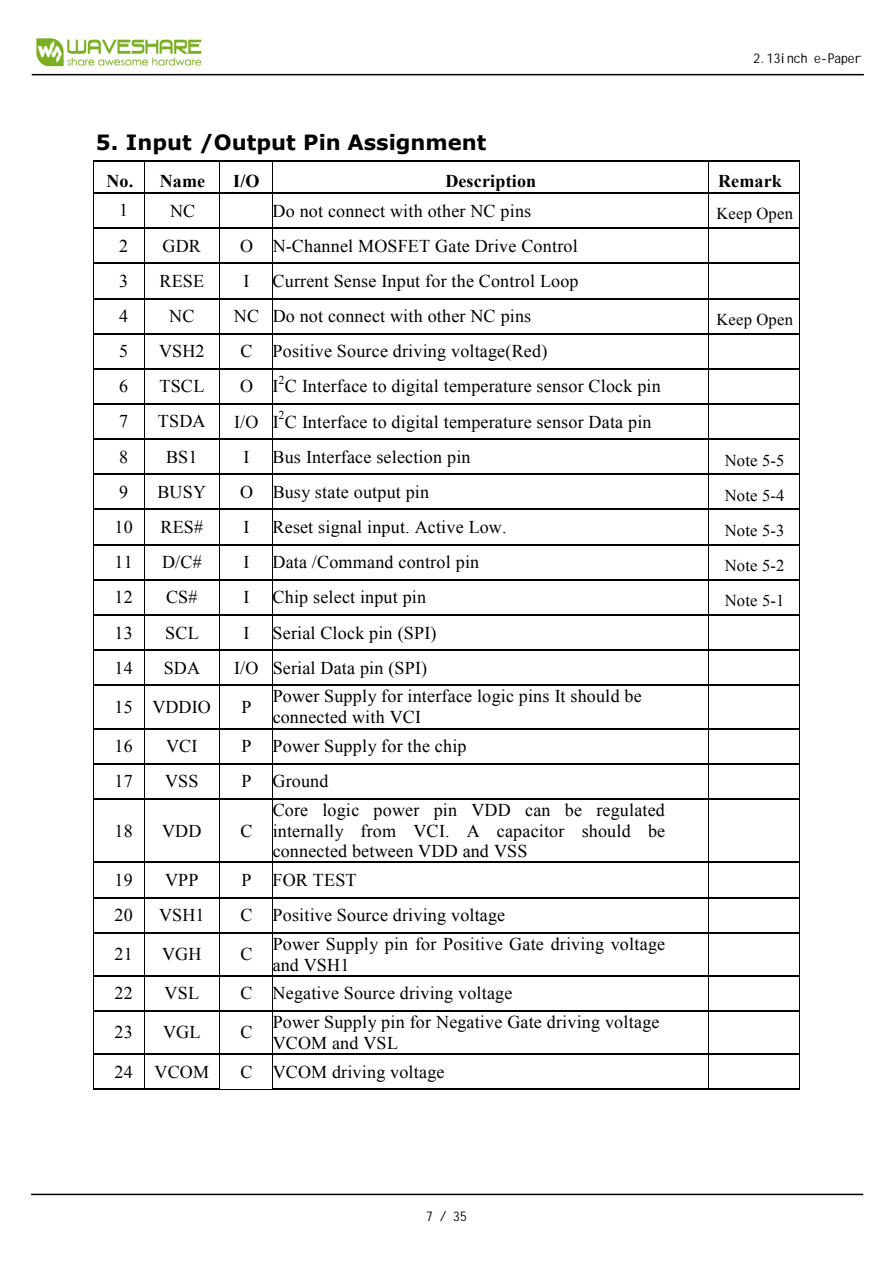 WAVESHARE
share awesome hardware
2.13inch e-Paper
5. Input /Output Pin Assignment
No. Name I/O Description Remark
1 NC Do not connect with other NC pins Keep Open
2 GDR O N-Channel MOSFET Gate Drive Control
3 RESE I Current Sense Input for the Control Loop
4 NC NC Do not connect with other NC pins Keep Open
5 VSH2 C Positive Source driving voltage(Red)
6 TSCL O I²C Interface to digital temperature sensor Clock pin
7 TSDA I/O I²C Interface to digital temperature sensor Data pin
8 BS1 I Bus Interface selection pin Note 5-5
9 BUSY O Busy state output pin Note 5-4
10 RES# I Reset signal input. Active Low. Note 5-3
11 D/C# I Data /Command control pin Note 5-2
12 CS# I Chip select input pin Note 5-1
13 SCL I Serial Clock pin (SPI)
14 SDA I/O Serial Data pin (SPI)
15 VDDIO P Power Supply for interface logic pins It should be
connected with VCI
16 VCI P Power Supply for the chip
17 VSS P Ground
18 VDD C Core logic power pin VDD can be regulated
internally from VCI. A capacitor should be
connected between VDD and VSS
19 VPP P FOR TEST
20 VSH1 C Positive Source driving voltage
21 VGH C Power Supply pin for Positive Gate driving voltage
and VSH1
22 VSL C Negative Source driving voltage
23 VGL C Power Supply pin for Negative Gate driving voltage
VCOM and VSL
24 VCOM C VCOM driving voltage
7 / 35